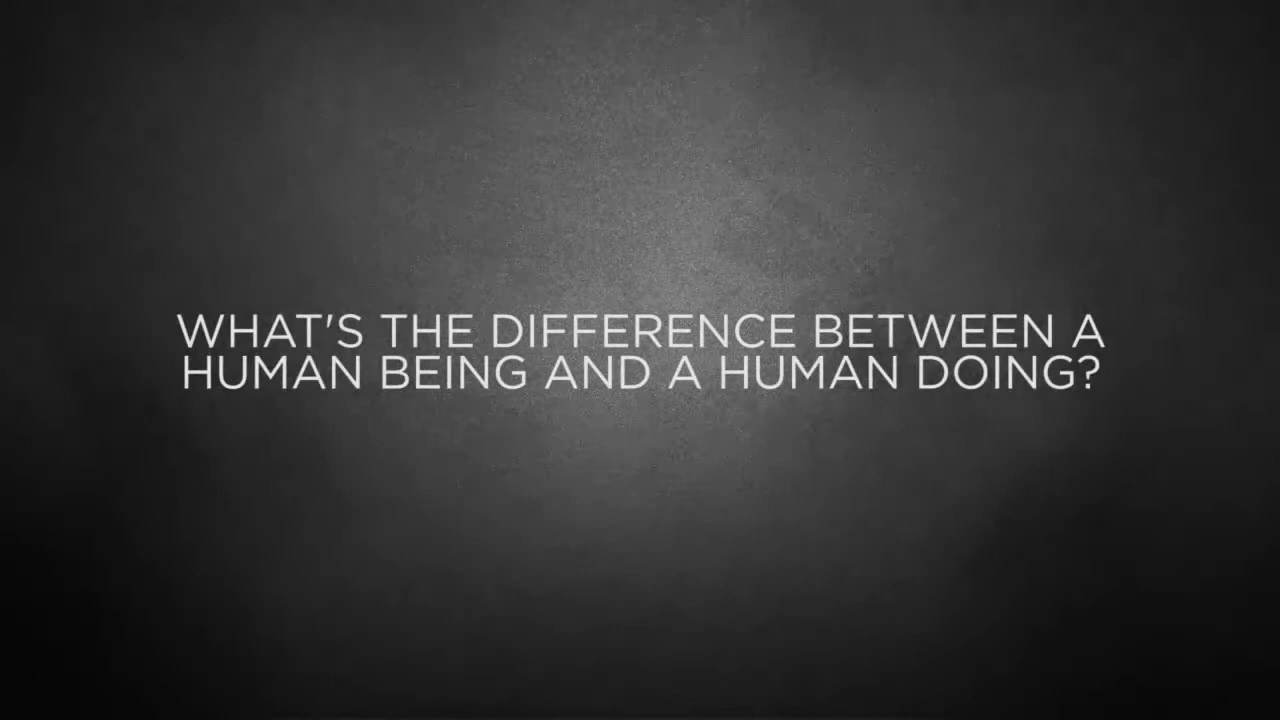 WHAT'S THE DIFFERENCE BETWEEN A
HUMAN BEING AND A HUMAN DOING?